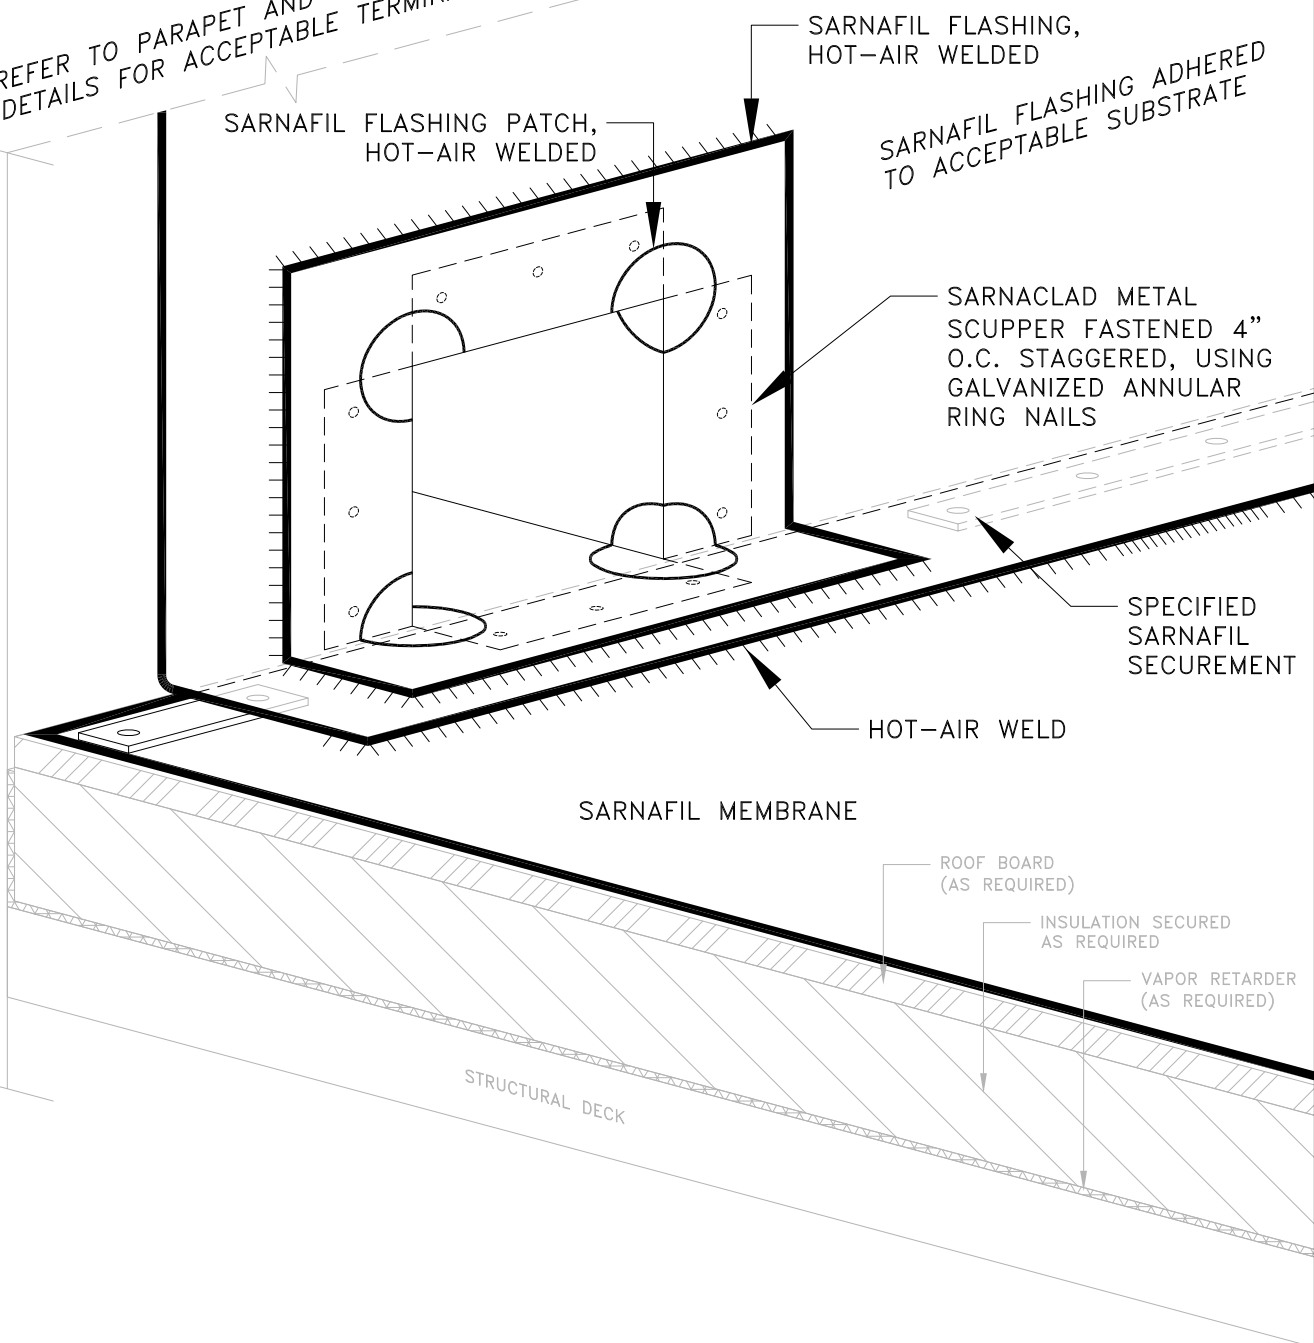 REFER TO PARAPET AND
DETAILS FOR ACCEPTABLE
SARNAFIL FLASHING,
HOT-AIR WELDED
SARNAFIL FLASHING ADHERED
TO ACCEPTABLE SUBSTRATE
SARNAFIL FLASHING PATCH,
HOT-AIR WELDED
SARNACLAD METAL
SCUPPER FASTENED 4”
O.C. STAGGERED, USING
GALVANIZED ANNULAR
RING NAILS
SPECIFIED
SARNAFIL
SECUREMENT
HOT-AIR WELD
SARNAFIL MEMBRANE
ROOF BOARD
(AS REQUIRED)
INSULATION SECURED
AS REQUIRED
VAPOR RETARDER
(AS REQUIRED)
STRUCTURAL DECK